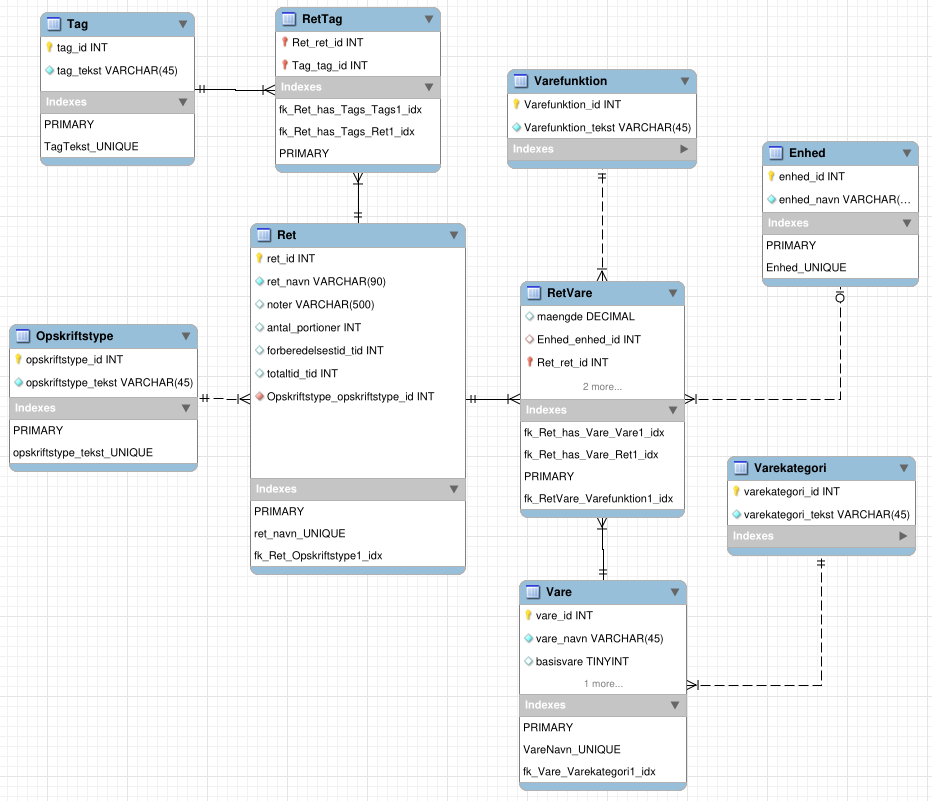 Tag
tag_id INT
tag_tekst VARCHAR(45)
Indexes
PRIMARY
TagTekst_UNIQUE
RetTag
Ret_ret_id INT
Tag_tag_id INT
Indexes
fk_Ret_has_Tags_Tags1_idx
fk_Ret_has_Tags_Ret1_idx
PRIMARY
Varefunktion
Varefunktion_id INT
Varefunktion_tekst VARCHAR(45)
Indexes
Enhed
enhed_id INT
enhed_navn VARCHAR(...
Indexes
PRIMARY
Enhed_UNIQUE
Ret
ret_id INT
ret_navn VARCHAR(90)
noter VARCHAR(500)
antal_portioner INT
forberedelsestid_tid INT
totaltid_tid INT
Opskriftstype_opskriftstype_id INT
Indexes
PRIMARY
ret_navn_UNIQUE
fk_Ret_Opskriftstype1_idx
Opskriftstype
opskriftstype_id INT
opskriftstype_tekst VARCHAR(45)
Indexes
PRIMARY
opskriftstype_tekst_UNIQUE
RetVare
maengde DECIMAL
Enhed_enhed_id INT
Ret_ret_id INT
2 more...
Indexes
fk_Ret_has_Vare_Vare1_idx
fk_Ret_has_Vare_Ret1_idx
PRIMARY
fk_RetVare_Varefunktion1_idx
Varekategori
varekategori_id INT
varekategori_tekst VARCHAR(45)
Indexes
Vare
vare_id INT
vare_navn VARCHAR(45)
basisvare TINYINT
1 more...
Indexes
PRIMARY
VareNavn_UNIQUE
fk_Vare_Varekategori1_idx